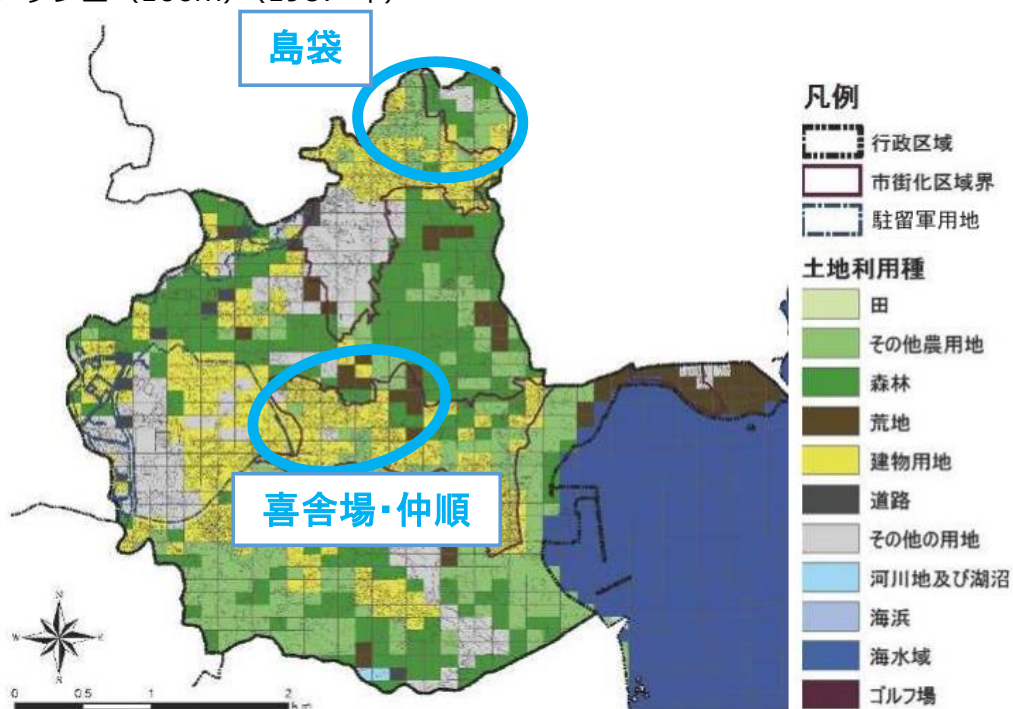 島袋
喜舎場・仲順
凡例
行政区域
市街化区域界
駐留軍用地
土地利用種
田
その他農用地
森林
荒地
建物用地
道路
その他の用地
河川地及び湖沼
海浜
海水域
ゴルフ場
N
W
E
S
0 0.5 1 2